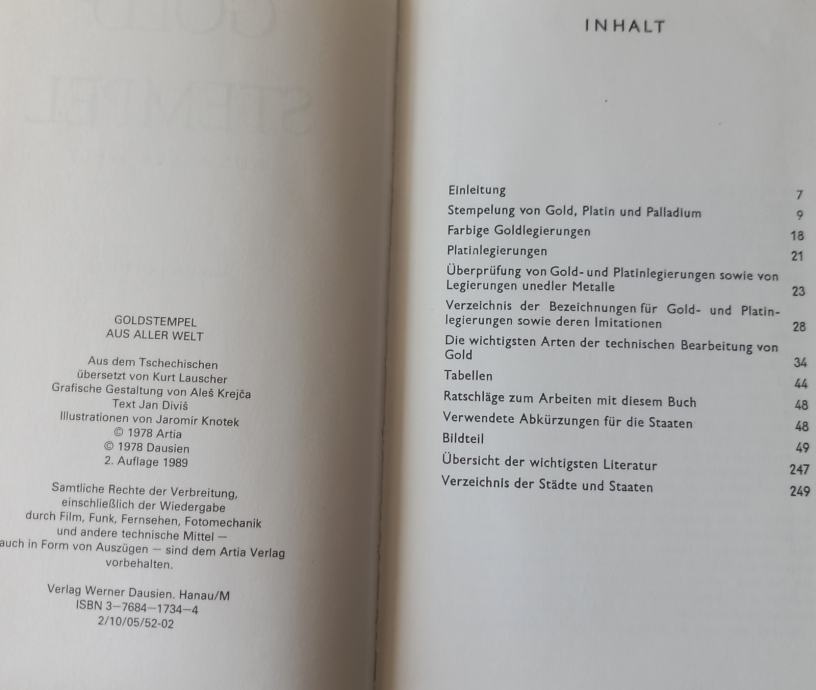 GOLDSTEMPEL
AUS ALLER WELT
Aus dem Tschechischen
übersetzt von Kurt Lauscher
Grafische Gestaltung von Aleš Krejča
Text Jan Diviš
Illustrationen von Jaromír Knotek
© 1978 Artia
© 1978 Dausien
2. Auflage 1989
Samtliche Rechte der Verbreitung,
einschließlich der Wiedergabe
durch Film, Funk, Fernsehen, Fotomechanik
und andere technische Mittel —
auch in Form von Auszügen — sind dem Artia Verlag
vorbehalten.
Verlag Werner Dausien. Hanau/M
ISBN 3—7684—1734—4
2/10/05/52-02
INHALT
Einleitung 7
Stempelung von Gold, Platin und Palladium 9
Farbige Goldlegierungen 18
Platinlegierungen 21
Überprüfung von Gold- und Platinlegierungen sowie von
Legierungen unedler Metalle 23
Verzeichnis der Bezeichnungen für Gold- und Platin-
legierungen sowie deren Imitationen 28
Die wichtigsten Arten der technischen Bearbeitung von
Gold 34
Tabellen 44
Ratschläge zum Arbeiten mit diesem Buch 48
Verwendete Abkürzungen für die Staaten 48
Bildteil 49
Übersicht der wichtigsten Literatur 247
Verzeichnis der Städte und Staaten 249